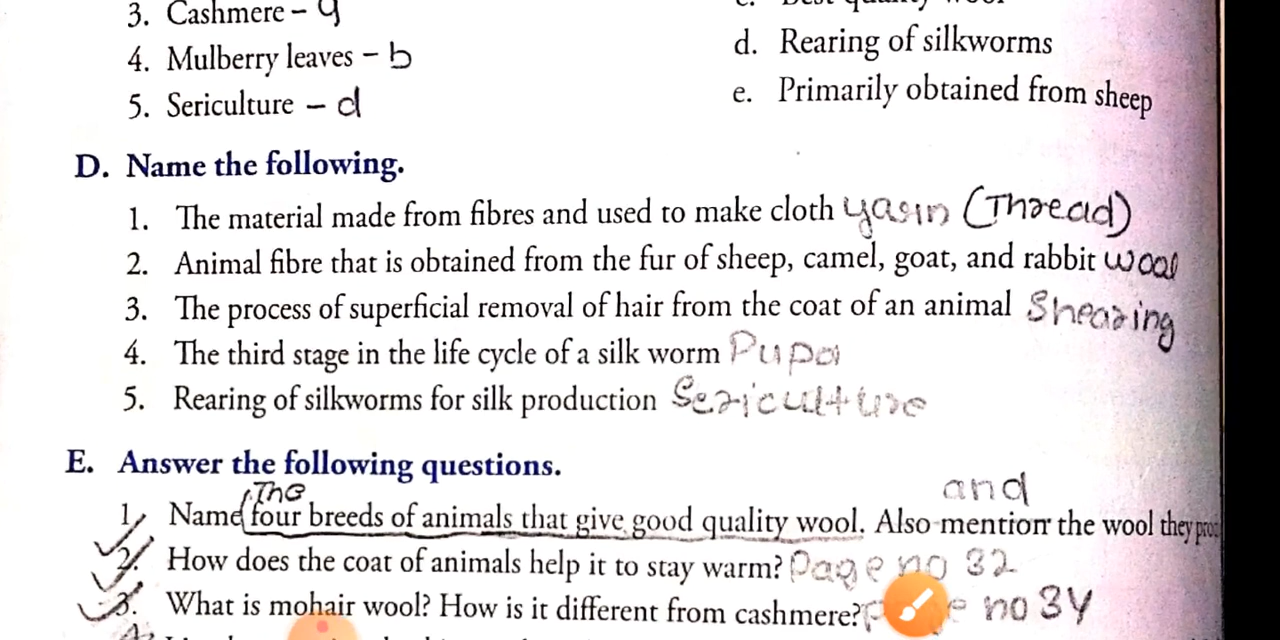 3. Cashmere –
d. Rearing of silkworms
4. Mulberry leaves – b
e. Primarily obtained from sheep
5. Sericulture – d
D. Name the following.
1. The material made from fibres and used to make cloth yarn (Thread)
2. Animal fibre that is obtained from the fur of sheep, camel, goat, and rabbit wool
3. The process of superficial removal of hair from the coat of an animal Shearing
4. The third stage in the life cycle of a silk worm Pupa
5. Rearing of silkworms for silk production Sericulture
E. Answer the following questions.
The and
1. Name four breeds of animals that give good quality wool. Also mention the wool they
2. How does the coat of animals help it to stay warm? Page no 32
3. What is mohair wool? How is it different from cashmere? no 34